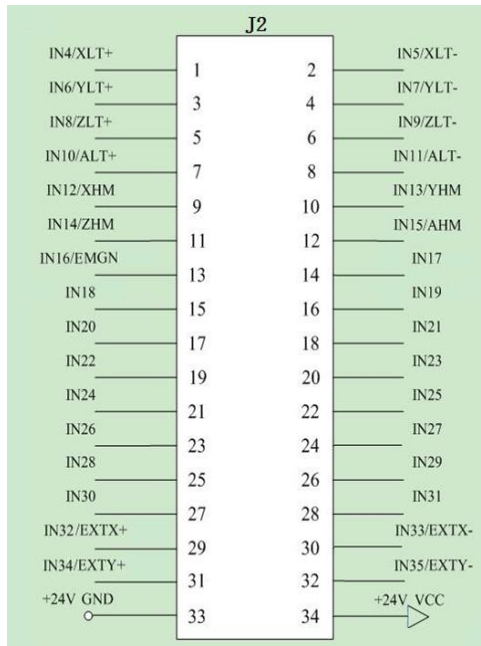 J2
IN4/XLT+ 1 2 IN5/XLT-
IN6/YLT+ 3 4 IN7/YLT-
IN8/ZLT+ 5 6 IN9/ZLT-
IN10/ALT+ 7 8 IN11/ALT-
IN12/XHM 9 10 IN13/YHM
IN14/ZHM 11 12 IN15/AHM
IN16/EMGN 13 14 IN17
IN18 15 16 IN19
IN20 17 18 IN21
IN22 19 20 IN23
IN24 21 22 IN25
IN26 23 24 IN27
IN28 25 26 IN29
IN30 27 28 IN31
IN32/EXTX+ 29 30 IN33/EXTX-
IN34/EXTY+ 31 32 IN35/EXTY-
+24V GND 33 34 +24V VCC